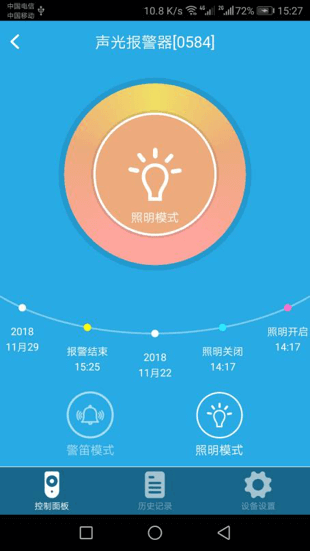 中国电信
中国移动
10.8 K/s 4G 2G 72% 15:27
声光报警器[0584]
照明模式
2018
11月29
报警结束
15:25
2018
11月22
照明关闭
14:17
照明开启
14:17
警笛模式
照明模式
控制面板
历史记录
设备设置